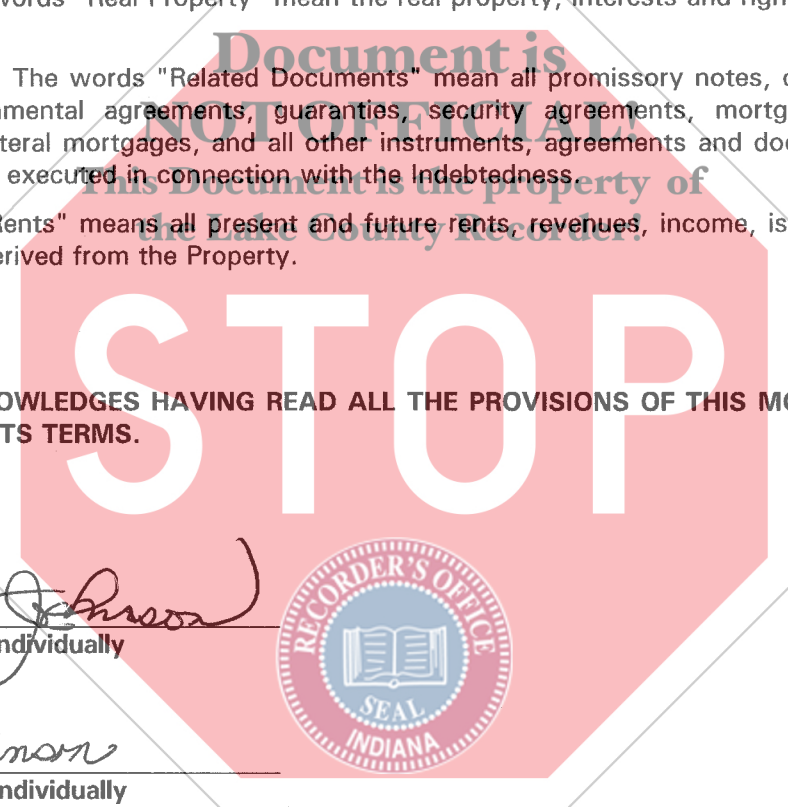 words "Real Property" mean the real property, interests and righ
Document is
The words "Related Documents" mean all promissory notes, c
NOT OFFICIAL!
nmental agreements, guaranties, security agreements, mortg
teral mortgages, and all other instruments, agreements and do
executed in connection with the Indebtedness.
This Document is the property of
the Lake County Recorder!
Rents" means all present and future rents, revenues, income, is
erived from the Property.
STOP
OWLEDGES HAVING READ ALL THE PROVISIONS OF THIS MO
TS TERMS.
Johnson
ndividually
RECORDER'S OFFICE
SEAL
INDIANA
nson
ndividually